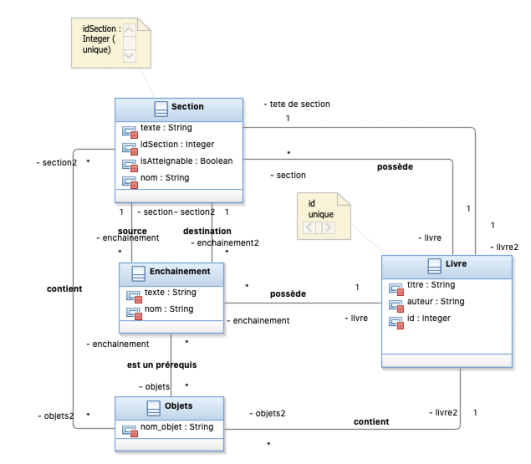 idSection :
Integer (
unique)
Section
texte : String
idSection : Integer
isAtteignable : Boolean
nom : String
- tete de section
1
- section2 *
*
possède
- section
1 - section - section2 1
source destination
- enchainement
- enchainement2
* *
id
unique
1
1
- livre
- livre2
Enchainement
texte : String
nom : String
Livre
titre : String
auteur : String
id : Integer
contient
*
possède
1
- enchainement
- livre
- enchainement *
est un prérequis
- objets *
Objets
nom_objet : String
- objets2 *
- objets2
*
contient
- livre2 1